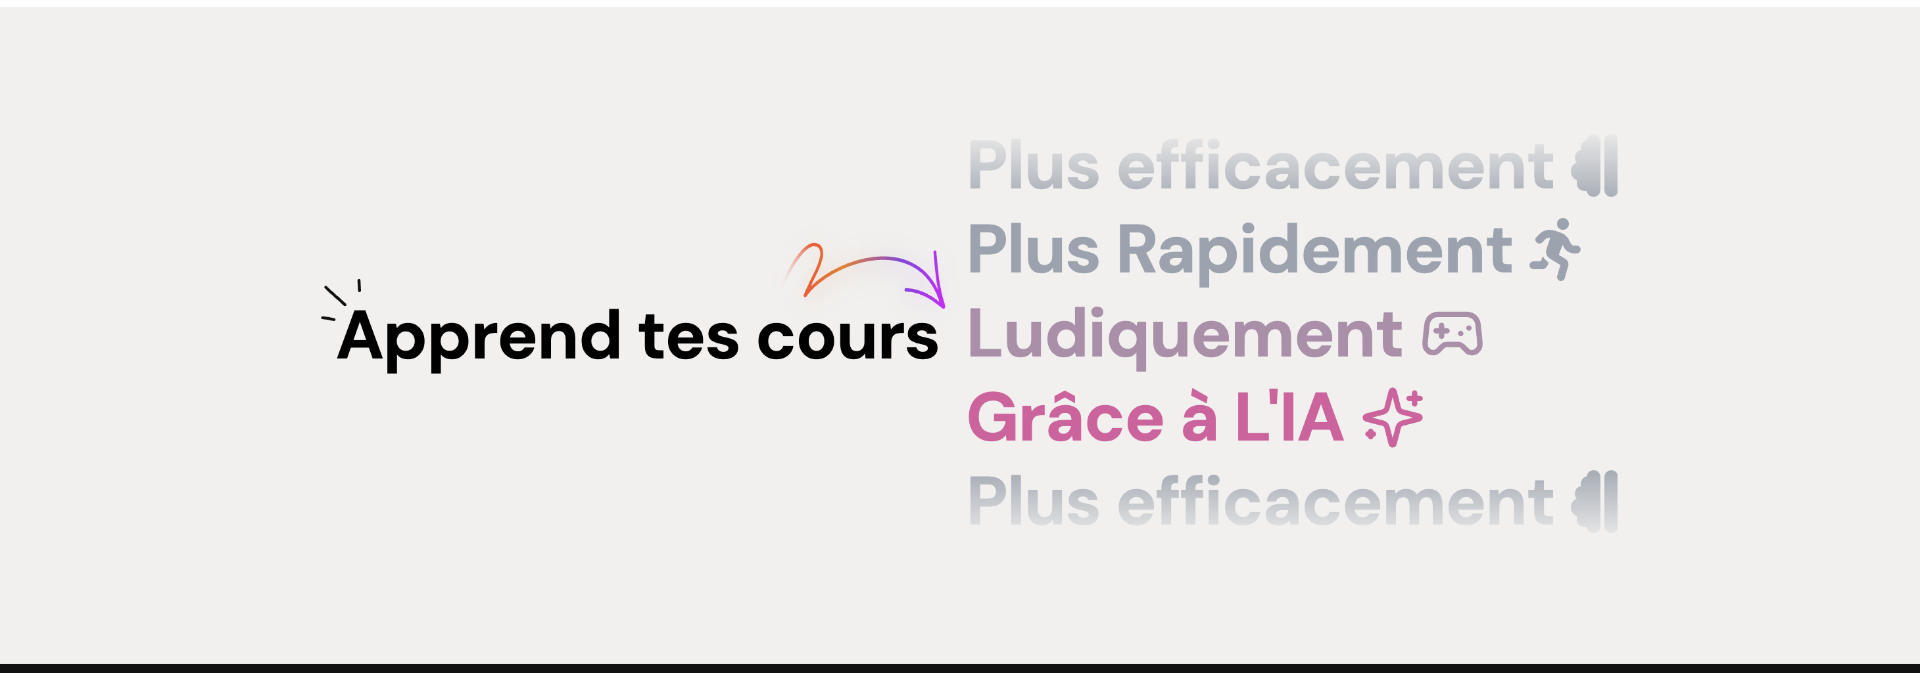 Apprend tes cours
Plus efficacement
Plus Rapidement
Ludiquement
Grâce à L'IA
Plus efficacement